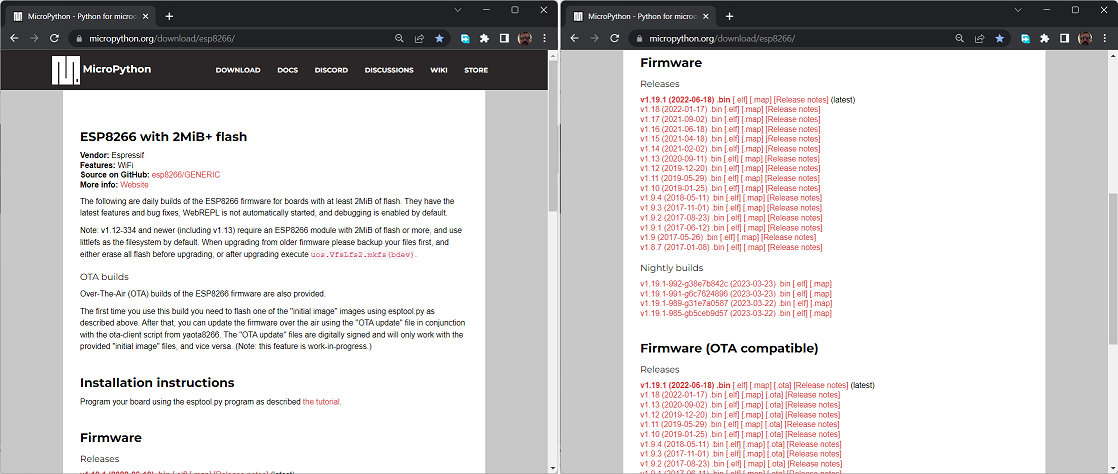 MicroPython - Python for microc
micropython.org/download/esp8266/
MicroPython
DOWNLOAD DOCS DISCORD DISCUSSIONS WIKI STORE
ESP8266 with 2MiB+ flash
Vendor: Espressif
Features: WiFi
Source on GitHub: esp8266/GENERIC
More info: Website
The following are daily builds of the ESP8266 firmware for boards with at least 2MiB of flash. They have the
latest features and bug fixes, WebREPL is not automatically started, and debugging is enabled by default.
Note: v1.12-334 and newer (including v1.13) require an ESP8266 module with 2MiB of flash or more, and use
littlefs as the filesystem by default. When upgrading from older firmware please backup your files first, and
either erase all flash before upgrading, or after upgrading execute uos.VfsLfs2.mkfs(bdev).
OTA builds
Over-The-Air (OTA) builds of the ESP8266 firmware are also provided.
The first time you use this build you need to flash one of the "initial image" images using esptool.py as
described above. After that, you can update the firmware over the air using the "OTA update" file in conjunction
with the ota-client script from yaota8266. The "OTA update" files are digitally signed and will only work with the
provided "initial image" files, and vice versa. (Note: this feature is work-in-progress.)
Installation instructions
Program your board using the esptool.py program as described the tutorial.
Firmware
Releases
v1.19.1 (2022-06-18) .bin [.elf] [.map] [Release notes] (latest)
MicroPython - Python for microc
micropython.org/download/esp8266/
Firmware
Releases
v1.19.1 (2022-06-18) .bin [.elf] [.map] [Release notes] (latest)
v1.18 (2022-01-17) .bin [.elf] [.map] [Release notes]
v1.17 (2021-09-02) .bin [.elf] [.map] [Release notes]
v1.16 (2021-06-18) .bin [.elf] [.map] [Release notes]
v1.15 (2021-04-18) .bin [.elf] [.map] [Release notes]
v1.14 (2021-02-02) .bin [.elf] [.map] [Release notes]
v1.13 (2020-09-11) .bin [.elf] [.map] [Release notes]
v1.12 (2019-12-20) .bin [.elf] [.map] [Release notes]
v1.11 (2019-05-29) .bin [.elf] [.map] [Release notes]
v1.10 (2019-01-25) .bin [.elf] [.map] [Release notes]
v1.9.4 (2018-05-11) .bin [.elf] [.map] [Release notes]
v1.9.3 (2017-11-01) .bin [.elf] [.map] [Release notes]
v1.9.2 (2017-08-23) .bin [.elf] [.map] [Release notes]
v1.9.1 (2017-06-12) .bin [.elf] [.map] [Release notes]
v1.9 (2017-05-26) .bin [.elf] [.map] [Release notes]
v1.8.7 (2017-01-08) .bin [.elf] [.map] [Release notes]
Nightly builds
v1.19.1-992-g38e7b842c (2023-03-23) .bin [.elf] [.map]
v1.19.1-991-g6c7624896 (2023-03-23) .bin [.elf] [.map]
v1.19.1-989-g31e7a0587 (2023-03-22) .bin [.elf] [.map]
v1.19.1-985-gb5ceb9d57 (2023-03-22) .bin [.elf] [.map]
Firmware (OTA compatible)
Releases
v1.19.1 (2022-06-18) .bin [.elf] [.map] [.ota] [Release notes] (latest)
v1.18 (2022-01-17) .bin [.elf] [.map] [.ota] [Release notes]
v1.13 (2020-09-02) .bin [.elf] [.map] [.ota] [Release notes]
v1.12 (2019-12-20) .bin [.elf] [.map] [.ota] [Release notes]
v1.11 (2019-05-29) .bin [.elf] [.map] [.ota] [Release notes]
v1.10 (2019-01-25) .bin [.elf] [.map] [.ota] [Release notes]
v1.9.4 (2018-05-11) .bin [.elf] [.map] [.ota] [Release notes]
v1.9.3 (2017-11-01) .bin [.elf] [.map] [.ota] [Release notes]
v1.9.2 (2017-08-23) .bin [.elf] [.map] [.ota] [Release notes]